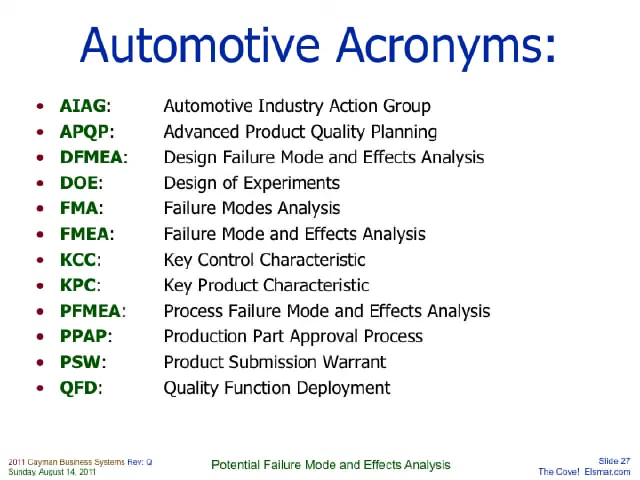 Automotive Acronyms:
• AIAG: Automotive Industry Action Group
• APQP: Advanced Product Quality Planning
• DFMEA: Design Failure Mode and Effects Analysis
• DOE: Design of Experiments
• FMA: Failure Modes Analysis
• FMEA: Failure Mode and Effects Analysis
• KCC: Key Control Characteristic
• KPC: Key Product Characteristic
• PFMEA: Process Failure Mode and Effects Analysis
• PPAP: Production Part Approval Process
• PSW: Product Submission Warrant
• QFD: Quality Function Deployment
2011 Cayman Business Systems Rev: Q
Sunday, August 14, 2011
Potential Failure Mode and Effects Analysis
Slide 27
The Cove! Elsmar.com